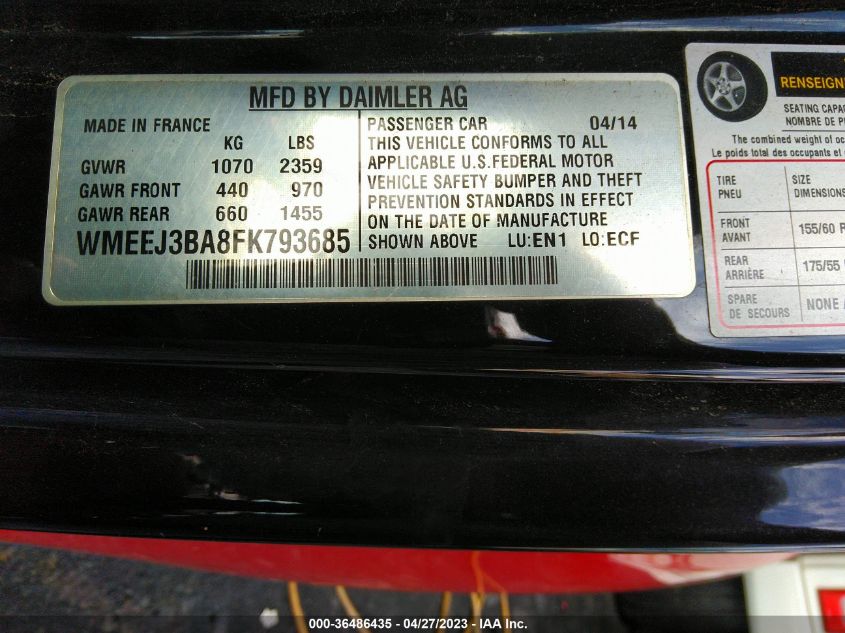 MFD BY DAIMLER AG
MADE IN FRANCE
KG LBS
GVWR 1070 2359
GAWR FRONT 440 970
GAWR REAR 660 1455
WMEEJ3BA8FK793685
PASSENGER CAR 04/14
THIS VEHICLE CONFORMS TO ALL
APPLICABLE U.S.FEDERAL MOTOR
VEHICLE SAFETY BUMPER AND THEFT
PREVENTION STANDARDS IN EFFECT
ON THE DATE OF MANUFACTURE
SHOWN ABOVE LU:EN1 LO:ECF
RENSEIGN
SEATING CAPA
NOMBRE DE P
The combined weight of oc
Le poids total des occupants et
TIRE SIZE
PNEU DIMENSIONS
FRONT
AVANT
155/60
REAR
ARRIÈRE
175/55
SPARE
DE SECOURS
NONE
000-36486435 - 04/27/2023 - IAA Inc.